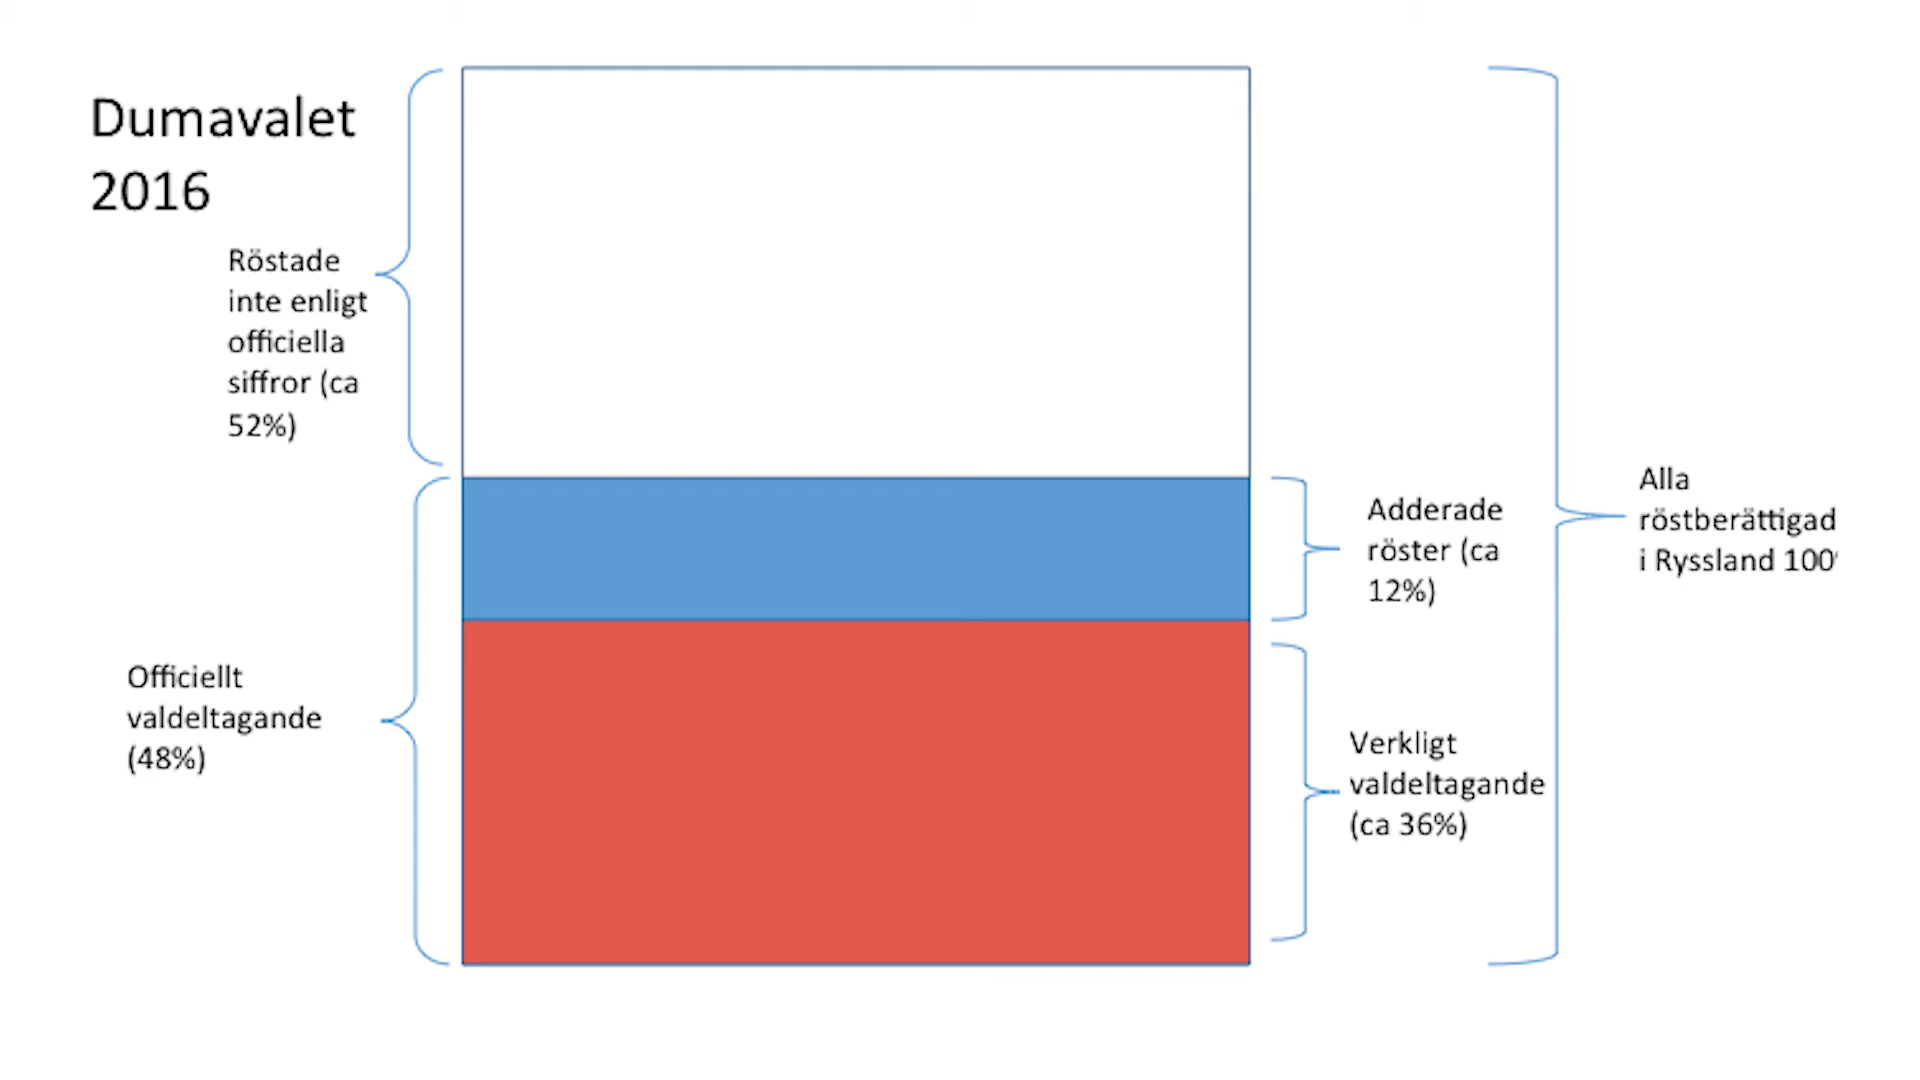 Dumavalet
2016
Röstade
inte enligt
officiella
siffror (ca
52%)
Officiellt
valdeltagande
(48%)
Adderade
röster (ca
12%)
Verkligt
valdeltagande
(ca 36%)
Alla
röstberättigad
i Ryssland 100